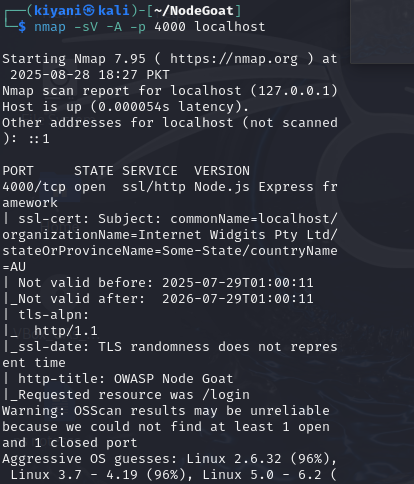 ┌──(kiyani㉿kali)-[~/NodeGoat]
└─$ nmap -sV -A -p 4000 localhost
Starting Nmap 7.95 ( https://nmap.org ) at
 2025-08-28 18:27 PKT
Nmap scan report for localhost (127.0.0.1)
Host is up (0.000054s latency).
Other addresses for localhost (not scanned
): ::1
PORT     STATE SERVICE  VERSION
4000/tcp open  ssl/http Node.js Express fr
amework
| ssl-cert: Subject: commonName=localhost/
organizationName=Internet Widgits Pty Ltd/
stateOrProvinceName=Some-State/countryName
=AU
| Not valid before: 2025-07-29T01:00:11
|_Not valid after:  2026-07-29T01:00:11
| tls-alpn:
|_  http/1.1
|_ssl-date: TLS randomness does not repres
ent time
| http-title: OWASP Node Goat
|_Requested resource was /login
Warning: OSScan results may be unreliable
because we could not find at least 1 open
and 1 closed port
Aggressive OS guesses: Linux 2.6.32 (96%),
 Linux 3.7 - 4.19 (96%), Linux 5.0 - 6.2 (